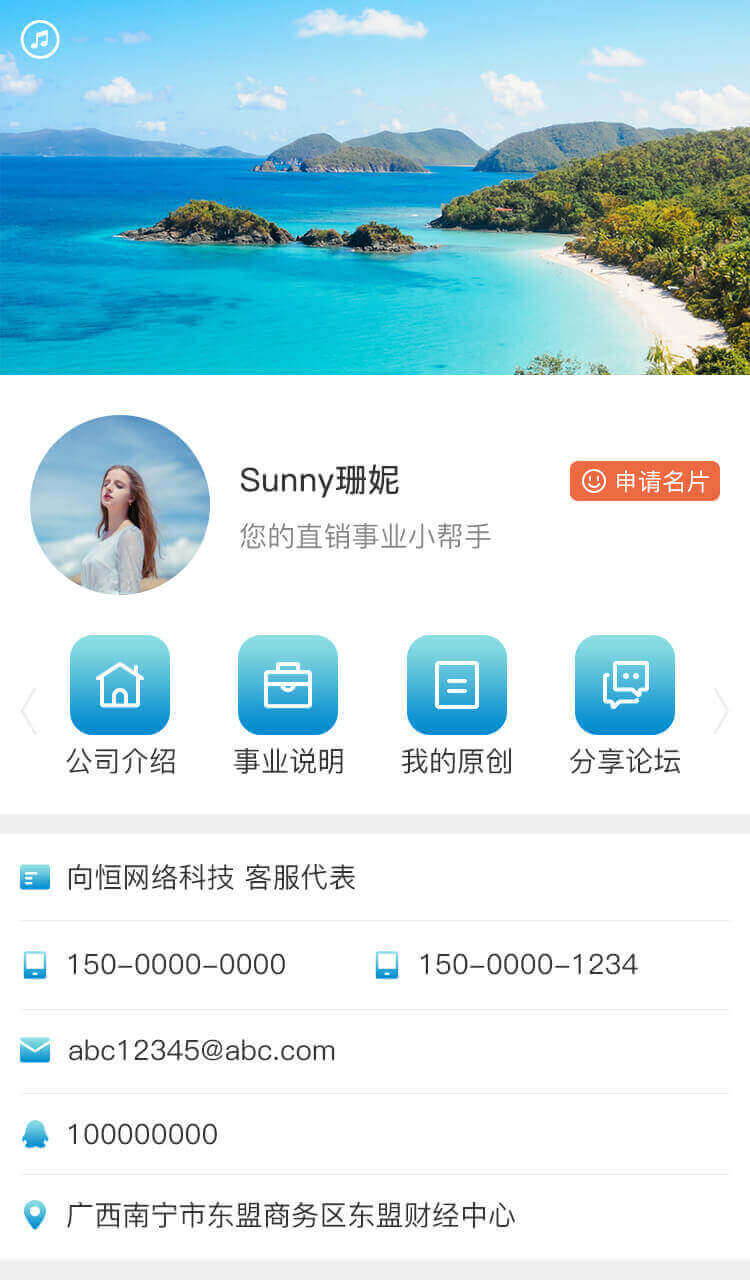 Sunny珊妮
申请名片
您的直销事业小帮手
公司介绍 事业说明 我的原创 分享论坛
向恒网络科技 客服代表
150-0000-0000 150-0000-1234
abc12345@abc.com
100000000
广西南宁市东盟商务区东盟财经中心